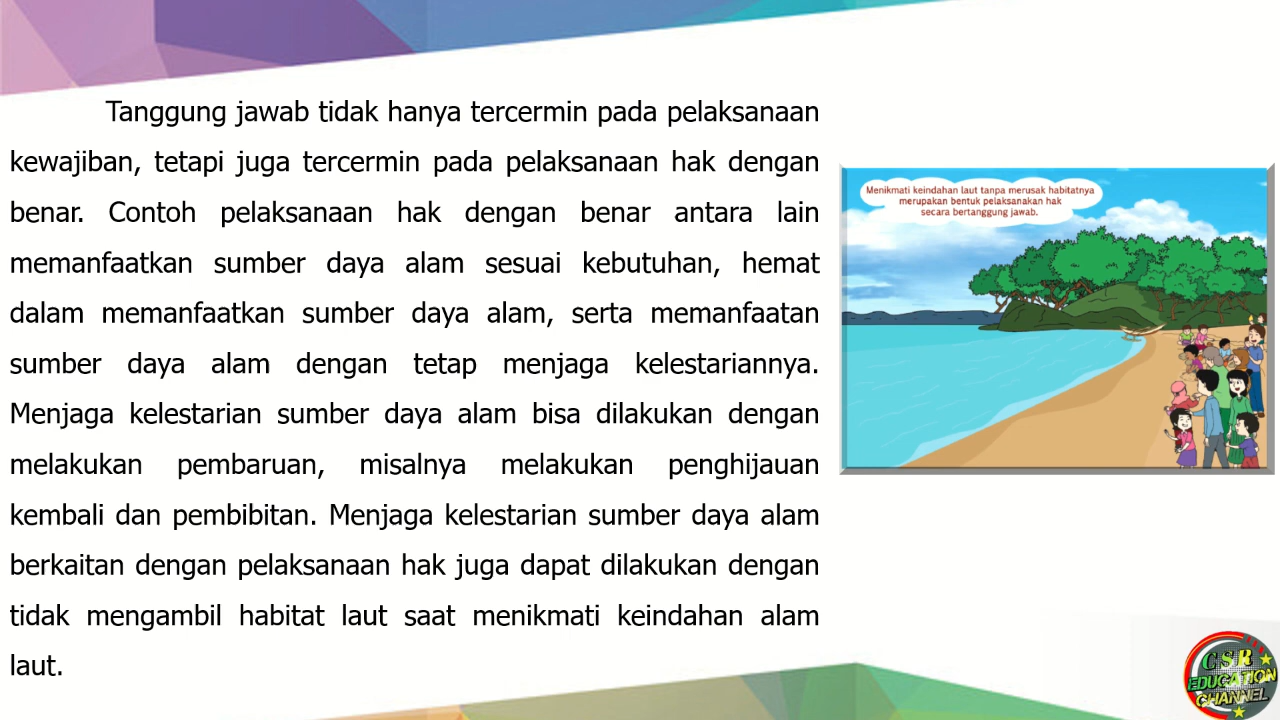 Tanggung jawab tidak hanya tercermin pada pelaksanaan
kewajiban, tetapi juga tercermin pada pelaksanaan hak dengan
benar. Contoh pelaksanaan hak dengan benar antara lain
memanfaatkan sumber daya alam sesuai kebutuhan, hemat
dalam memanfaatkan sumber daya alam, serta memanfaatan
sumber daya alam dengan tetap menjaga kelestariannya.
Menjaga kelestarian sumber daya alam bisa dilakukan dengan
melakukan pembaruan, misalnya melakukan penghijauan
kembali dan pembibitan. Menjaga kelestarian sumber daya alam
berkaitan dengan pelaksanaan hak juga dapat dilakukan dengan
tidak mengambil habitat laut saat menikmati keindahan alam
laut.
Menikmati keindahan laut tanpa merusak habitatnya
merupakan bentuk pelaksanakan hak
secara bertanggung jawab.
CSR
EDUCATION
CHANNEL